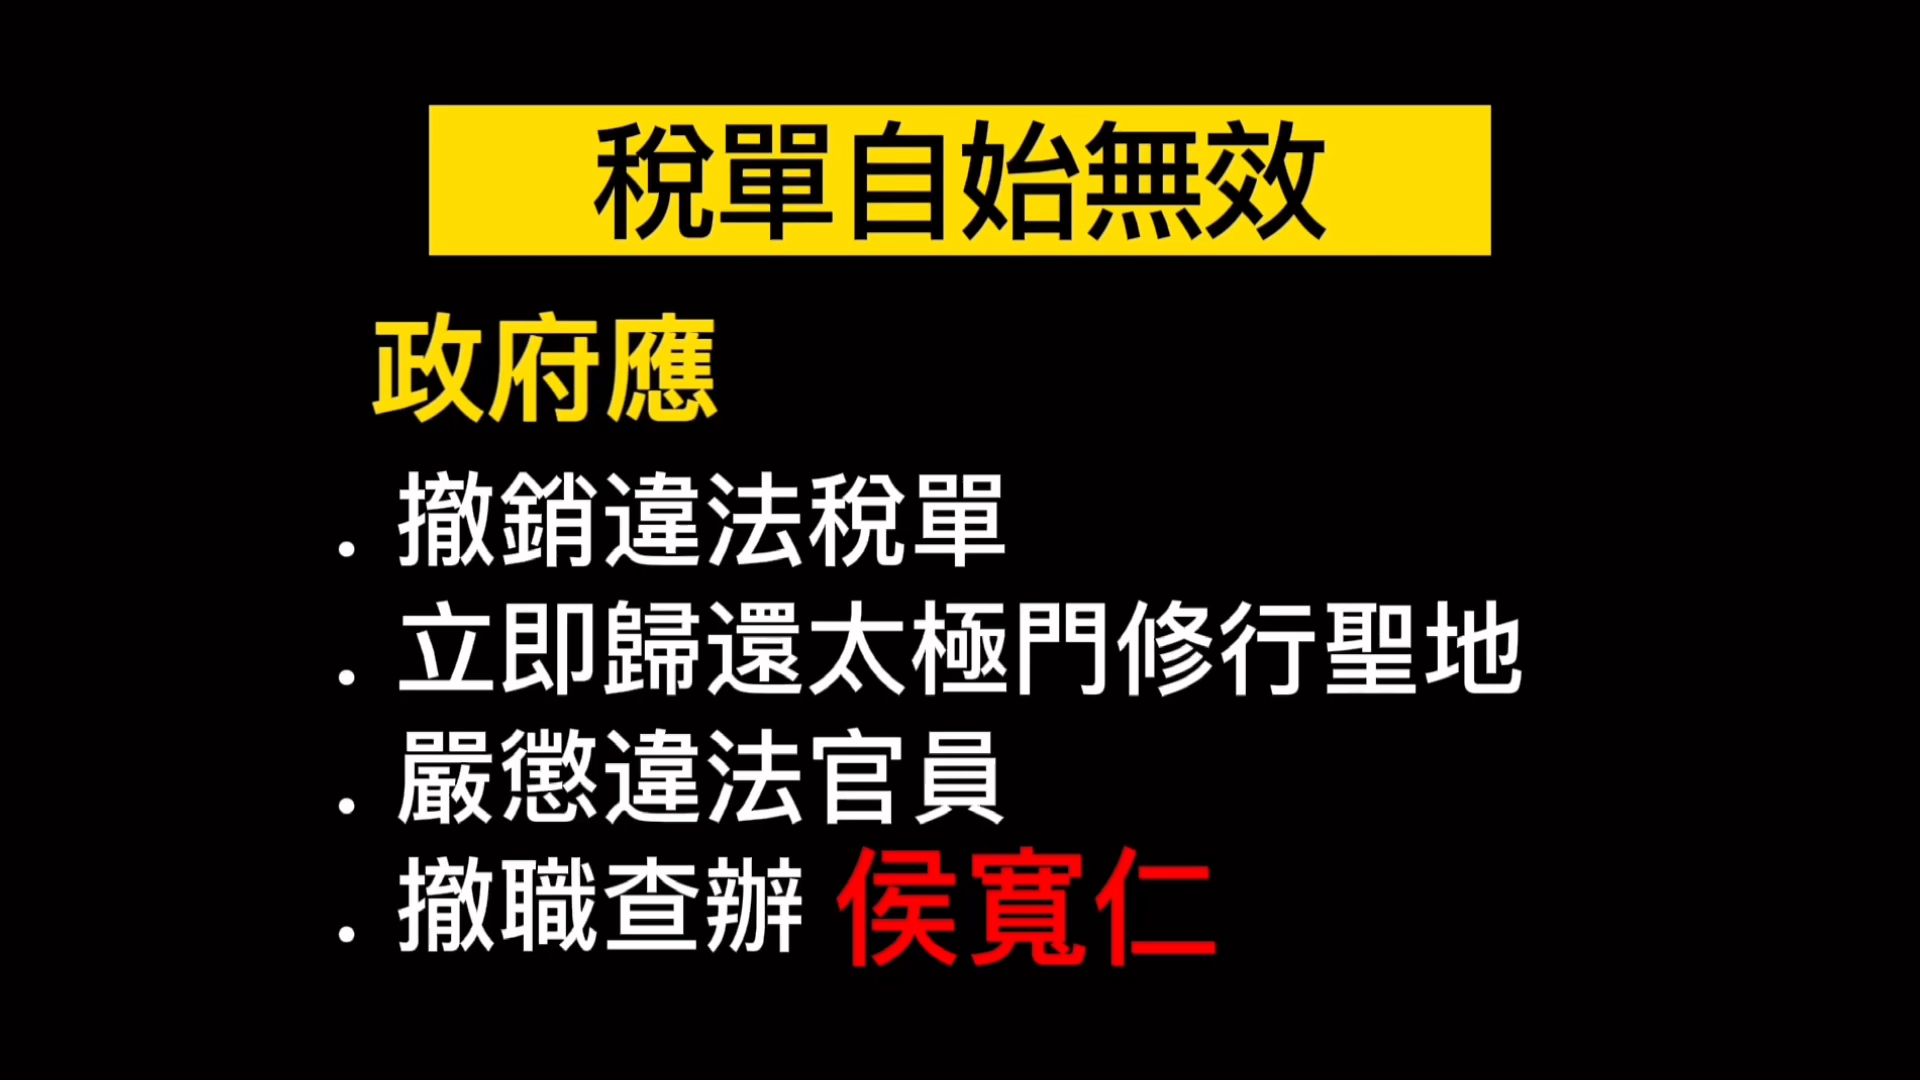 稅單自始無效
政府應
. 撤銷違法稅單
. 立即歸還太極門修行聖地
. 嚴懲違法官員
. 撤職查辦 侯寬仁